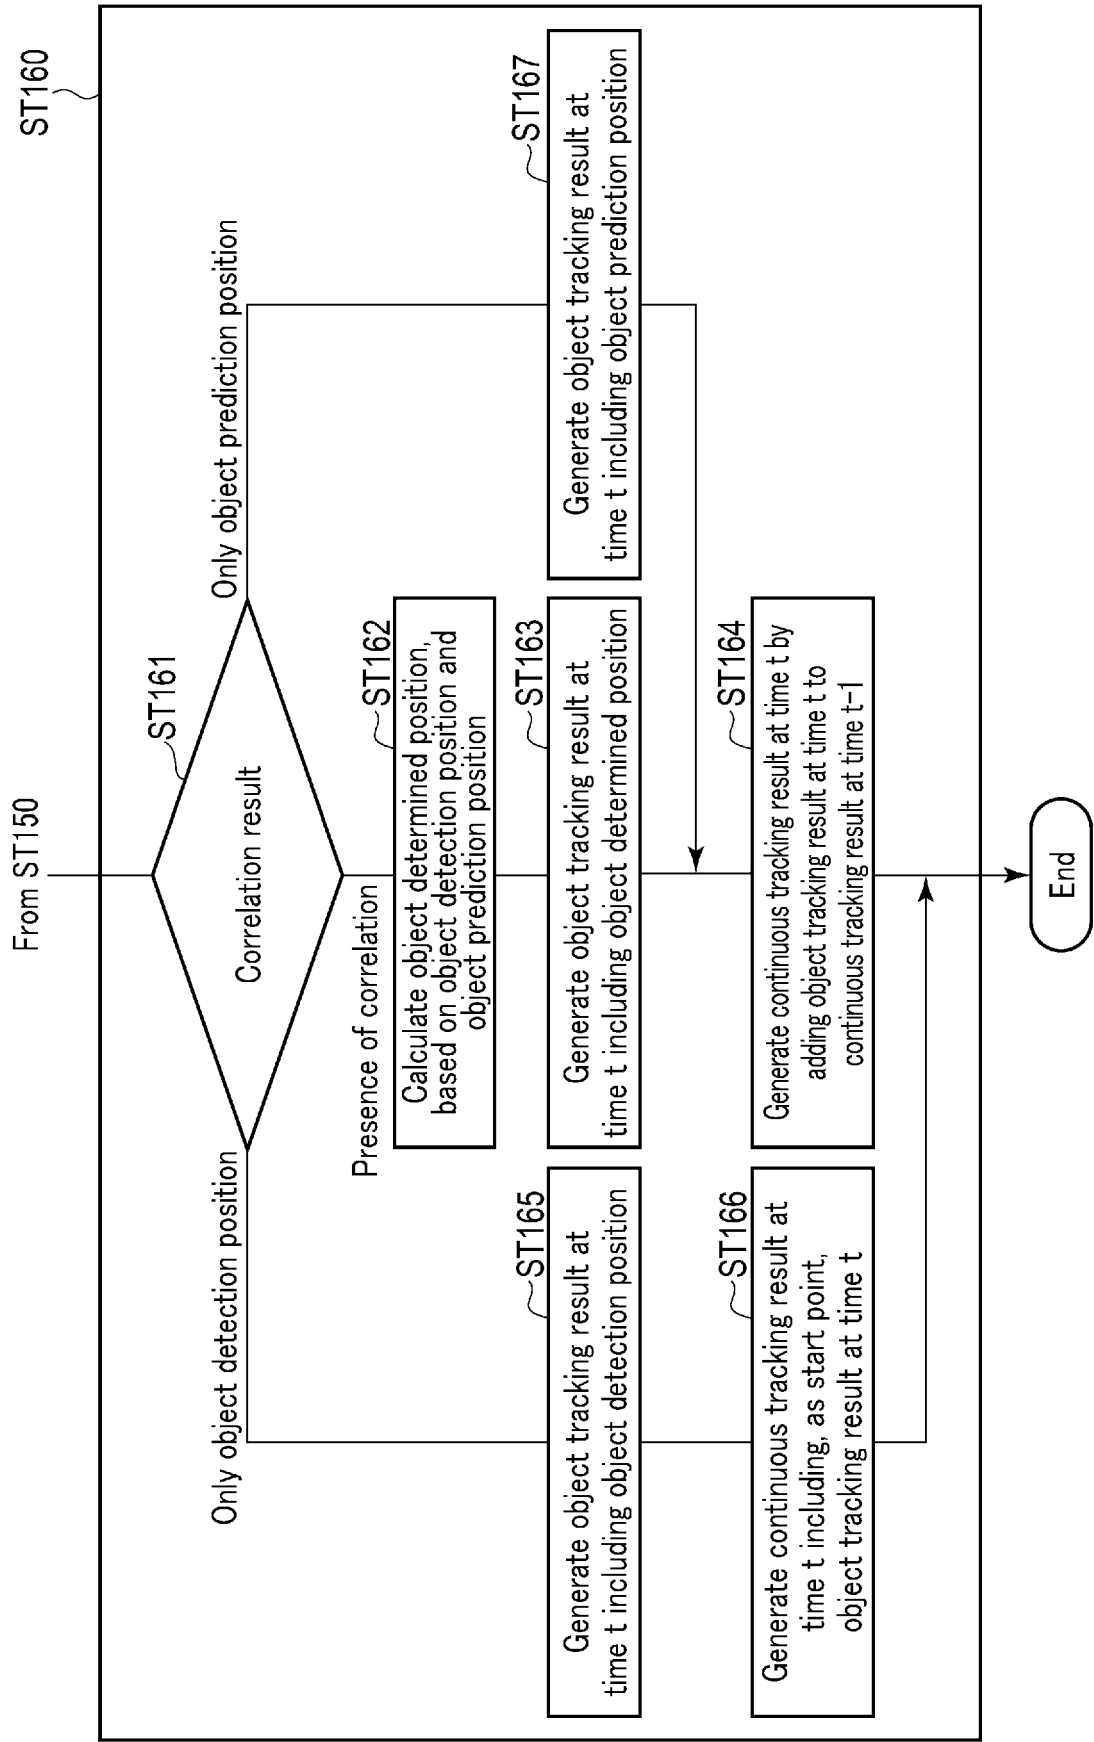 ST160
From ST150
ST161
Correlation result
Only object detection position
Presence of correlation
Only object prediction position
ST162
Calculate object determined position,
based on object detection position and
object prediction position
ST165
Generate object tracking result at
time t including object detection position
ST163
Generate object tracking result at
time t including object determined position
ST167
Generate object tracking result at
time t including object prediction position
ST166
Generate continuous tracking result at
time t including, as start point,
object tracking result at time t
ST164
Generate continuous tracking result at time t by
adding object tracking result at time t to
continuous tracking result at time t−1
End